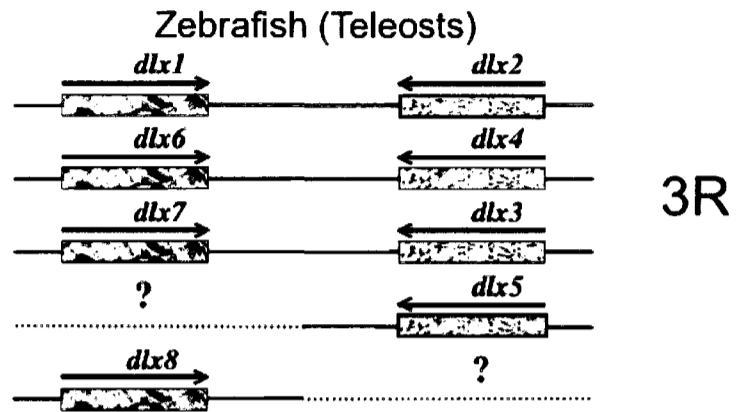 Zebrafish (Teleosts)
dlx1 dlx2
dlx6 dlx4
3R
dlx7 dlx3
? dlx5
dlx8 ?